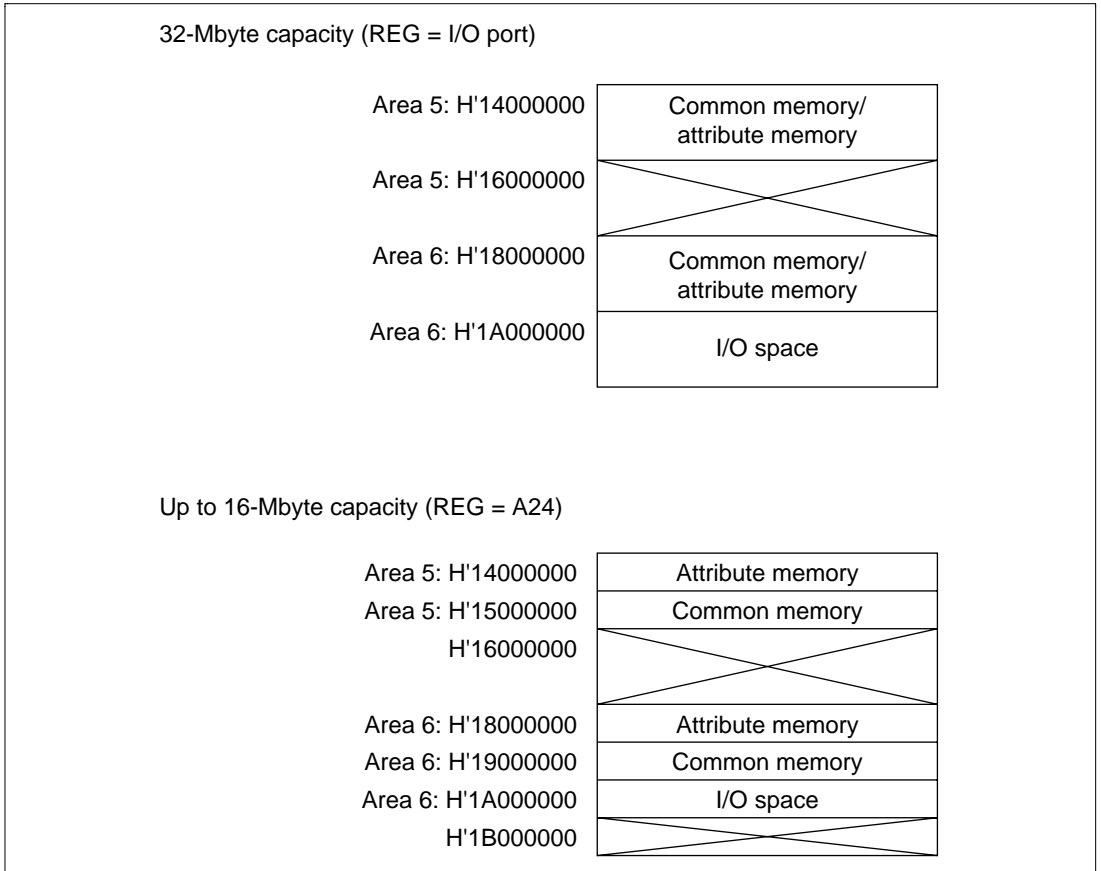 32-Mbyte capacity (REG = I/O port)
Area 5: H'14000000
Common memory/
attribute memory
Area 5: H'16000000
Area 6: H'18000000
Common memory/
attribute memory
Area 6: H'1A000000
I/O space
Up to 16-Mbyte capacity (REG = A24)
Area 5: H'14000000
Attribute memory
Area 5: H'15000000
Common memory
H'16000000
Area 6: H'18000000
Attribute memory
Area 6: H'19000000
Common memory
Area 6: H'1A000000
I/O space
H'1B000000